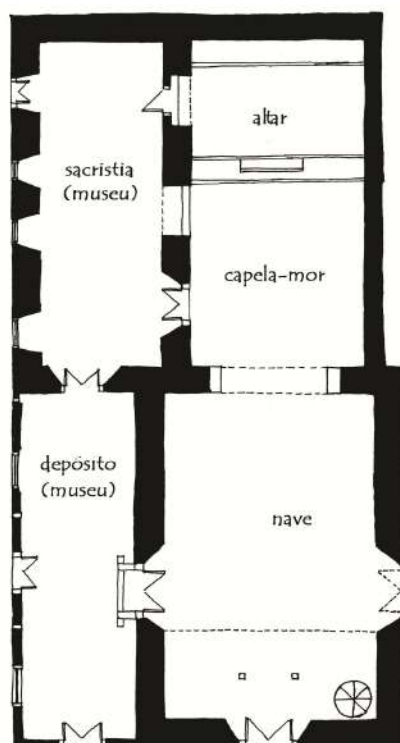 altar
sacristia
(museu)
capela-mor
depósito
(museu)
nave